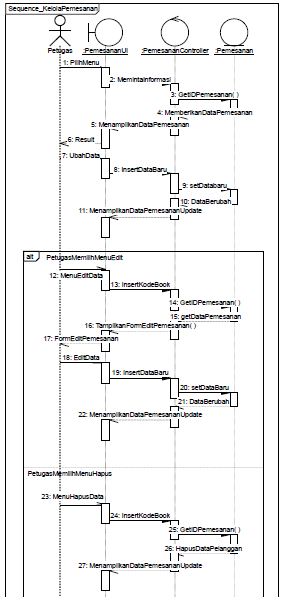 Sequence_KelolaPemesanan
Petugas
:PemesananUI
:PemesananController
:Pemesanan
1: PilihMenu
2: MemintaInformasi
3: GetIDPemesanan( )
4: MemberikanDataPemesanan
5: MenampilkanDataPemesanan
6: Result
7: UbahData
8: InsertDataBaru
9: setDatabaru
10: DataBerubah
11: MenampilkanDataPemesananUpdate
alt
PetugasMemilihMenuEdit
12: MenuEditData
13: InsertKodeBook
14: GetIDPemesanan( )
15: getDataPemesanan
16: TampilkanFormEditPemesanan( )
17: FormEditPemesanan
18: EditData
19: InsertDataBaru
20: setDataBaru
21: DataBerubah
22: MenampilkanDataPemesananUpdate
PetugasMemilihMenuHapus
23: MenuHapusData
24: InsertKodeBook
25: GetIDPemesanan( )
26: HapusDataPelanggan
27: MenampilkanDataPemesananUpdate